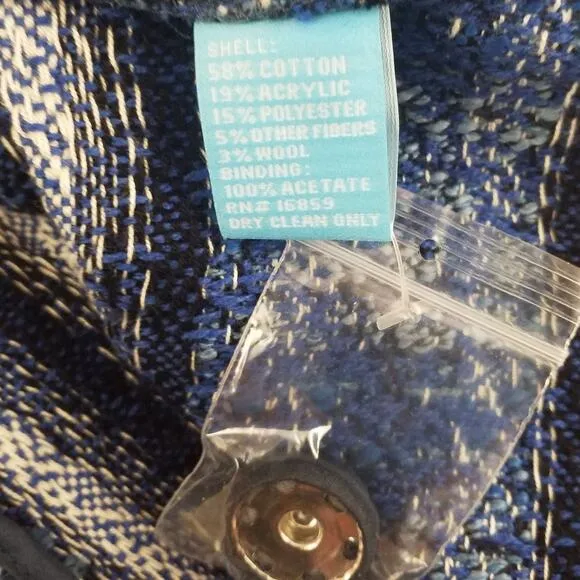 SHELL:
58% COTTON
19% ACRYLIC
15% POLYESTER
5% OTHER FIBERS
3% WOOL
BINDING:
100% ACETATE
RN# 16859
DRY CLEAN ONLY